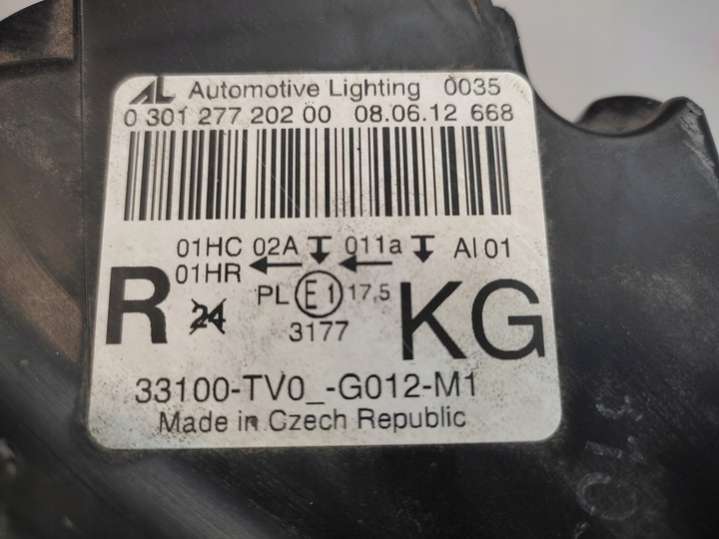 AL Automotive Lighting 0035
0 301 277 202 00 08.06.12 668
01HC 02A 011a AI 01
01HR
R 24 PL E1 17,5 KG
3177
33100-TV0_-G012-M1
Made in Czech Republic